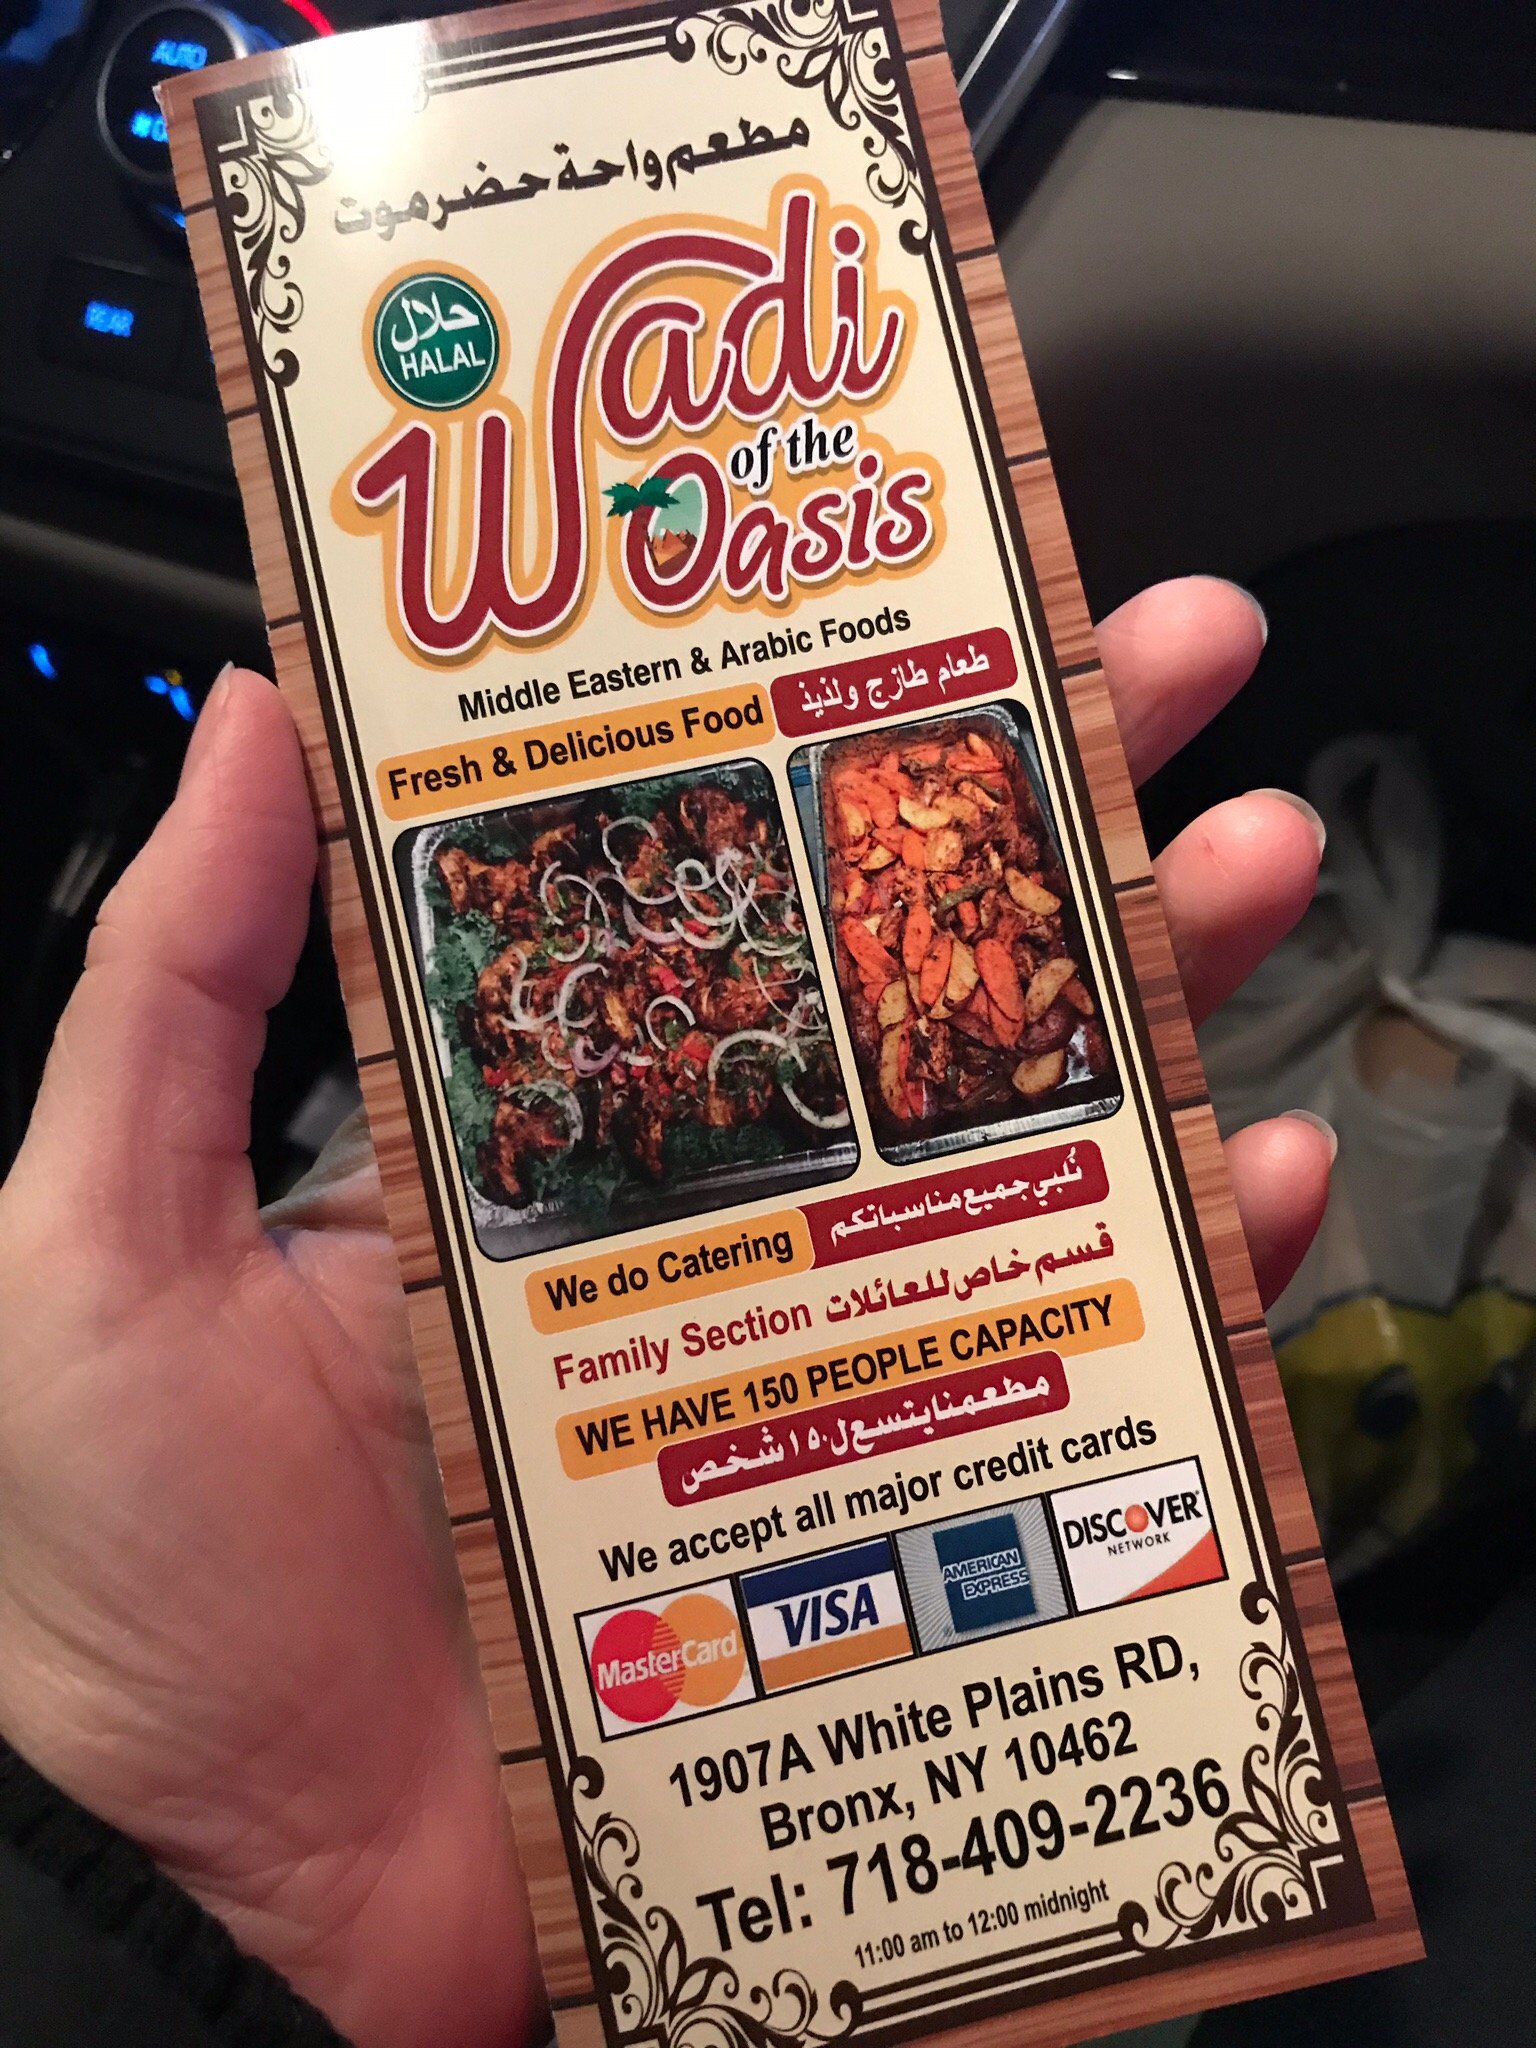 AUTO
REAR
مطعم واحة حضرموت
حلال
HALAL
Wadi
of the
Oasis
Middle Eastern & Arabic Foods
Fresh & Delicious Food طعام طازج ولذيذ
We do Catering نُلبي جميع مناسباتكم
Family Section قسم خاص للعائلات
WE HAVE 150 PEOPLE CAPACITY
مطعمنا يتسع ل١٥٠ شخص
We accept all major credit cards
MasterCard VISA AMERICAN EXPRESS DISCOVER NETWORK
1907A White Plains RD,
Bronx, NY 10462
Tel: 718-409-2236
11:00 am to 12:00 midnight